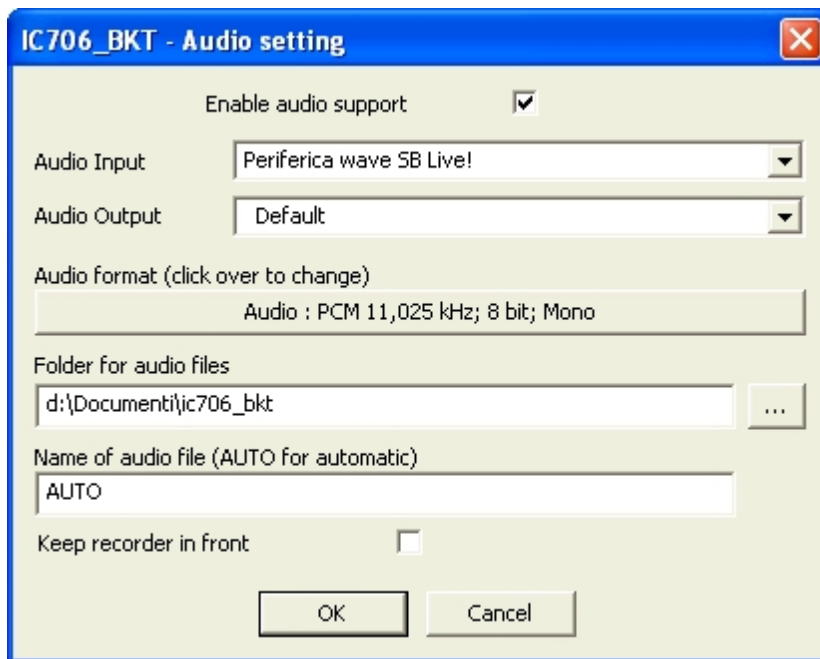 IC706_BKT - Audio setting
Enable audio support
Audio Input
Periferica wave SB Live!
Audio Output
Default
Audio format (click over to change)
Audio : PCM 11,025 kHz; 8 bit; Mono
Folder for audio files
d:\Documenti\ic706_bkt
...
Name of audio file (AUTO for automatic)
AUTO
Keep recorder in front
OK
Cancel